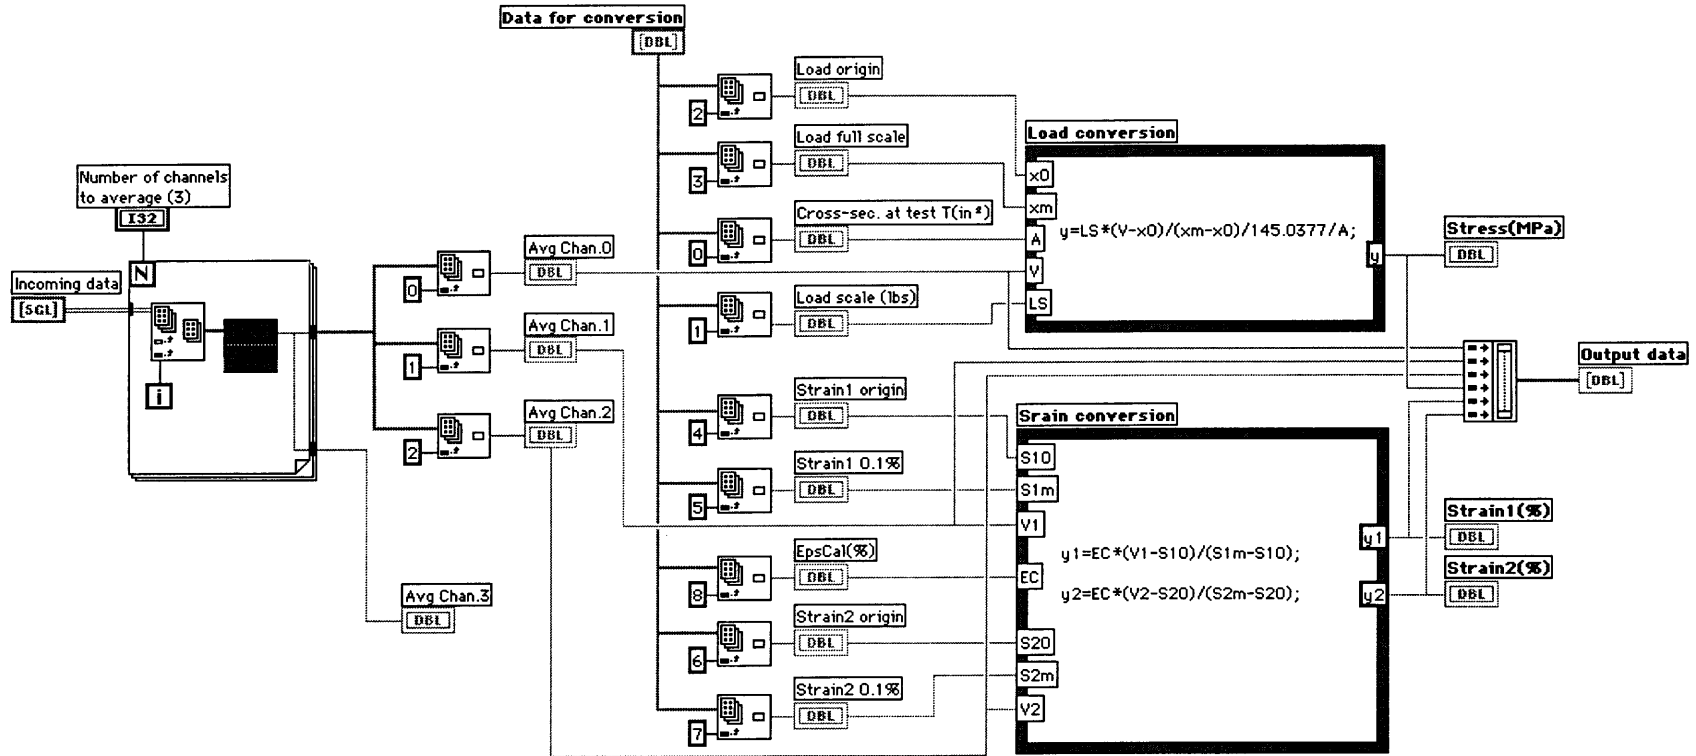 Data for conversion
[DBL]
Load origin
DBL
2
Load full scale
DBL
3
Cross-sec. at test T(in²)
DBL
0
Load scale (lbs)
DBL
1
Load conversion
x0
xm
A
V
LS
y=LS*(V-x0)/(xm-x0)/145.0377/A;
y
Stress(MPa)
DBL
Number of channels
to average (3)
I32
N
Incoming data
[SGL]
i
0
Avg Chan.0
DBL
1
Avg Chan.1
DBL
2
Avg Chan.2
DBL
Avg Chan.3
DBL
Output data
[DBL]
Strain1 origin
DBL
4
Strain1 0.1%
DBL
5
EpsCal(%)
DBL
8
Strain2 origin
DBL
6
Strain2 0.1%
DBL
7
Srain conversion
S10
S1m
V1
EC
S20
S2m
V2
y1=EC*(V1-S10)/(S1m-S10);
y2=EC*(V2-S20)/(S2m-S20);
y1
y2
Strain1(%)
DBL
Strain2(%)
DBL